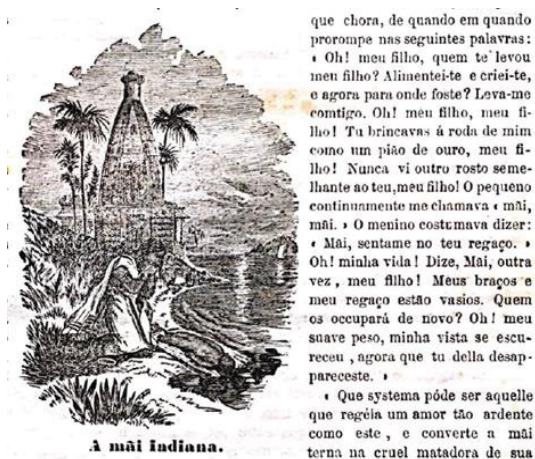 que chora, de quando em quando
prorompe nas seguintes palavras:
« Oh! meu filho, quem te levou
meu filho? Alimentei-te e criei-te,
e agora para onde foste? Leva-me
comtigo. Oh! meu filho, meu fi-
lho! Tu brincavas á roda de mim
como um pião de ouro, meu fi-
lho! Nunca vi outro rosto seme-
lhante ao teu, meu filho! O pequeno
continuamente me chamava « mãi,
mãi. » O menino costumava dizer:
« Mãi, sentame no teu regaço. »
Oh! minha vida! Dize, Mãi, outra
vez, meu filho! Meus braços e
meu regaço estão vasios. Quem
os occupará de novo? Oh! meu
suave peso, minha vista se escu-
receu, agora que tu della desap-
pareceste. »
« Que systema póde ser aquelle
que regéia um amor tão ardente
como este, e converte a mãi
terna na cruel matadora de sua
A mãi indiana.